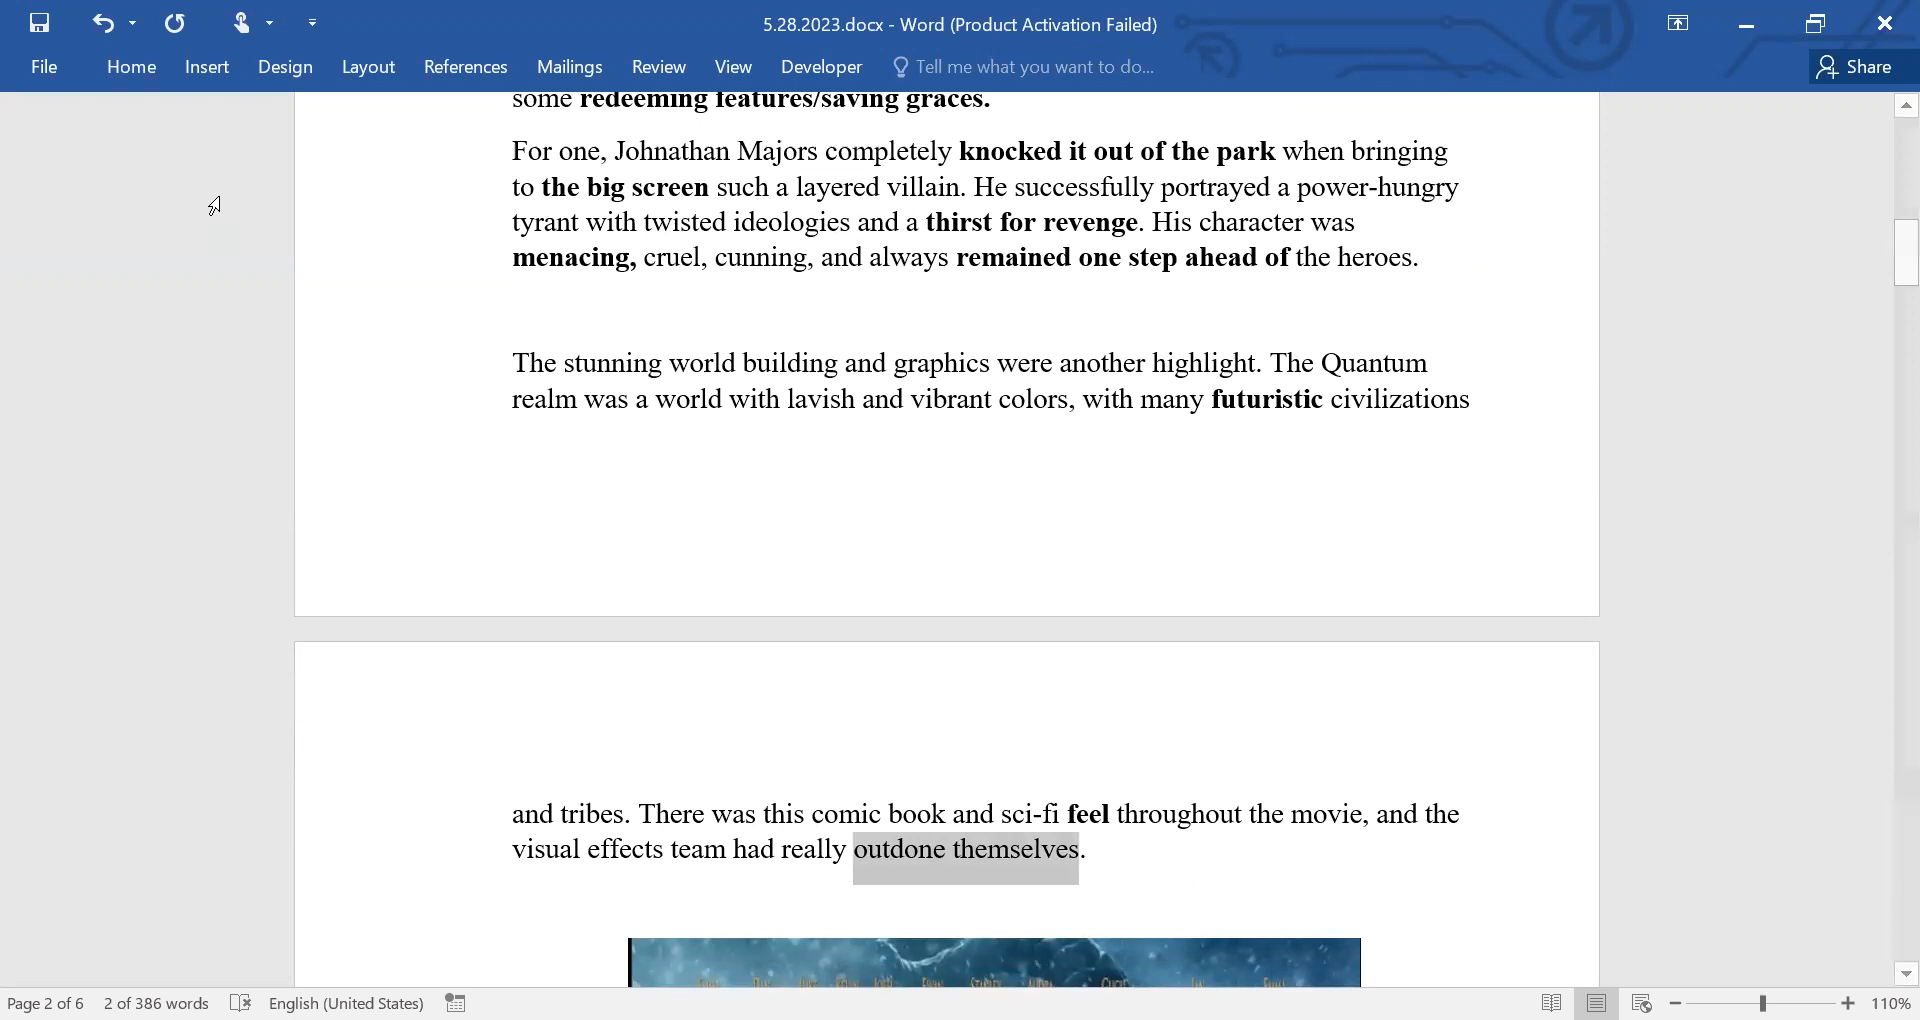 5.28.2023.docx - Word (Product Activation Failed)
File Home Insert Design Layout References Mailings Review View Developer Tell me what you want to do... Share
some redeeming features/saving graces.
For one, Johnathan Majors completely knocked it out of the park when bringing
to the big screen such a layered villain. He successfully portrayed a power-hungry
tyrant with twisted ideologies and a thirst for revenge. His character was
menacing, cruel, cunning, and always remained one step ahead of the heroes.
The stunning world building and graphics were another highlight. The Quantum
realm was a world with lavish and vibrant colors, with many futuristic civilizations
and tribes. There was this comic book and sci-fi feel throughout the movie, and the
visual effects team had really outdone themselves.
Page 2 of 6 2 of 386 words English (United States) 110%